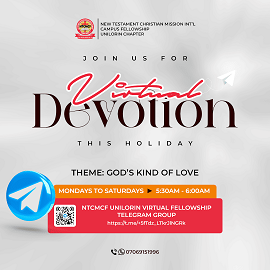 NEW TESTAMENT CHRISTIAN MISSION INT'L
CAMPUS FELLOWSHIP
UNILORIN CHAPTER
JOIN US FOR
Virtual
Devotion
THIS HOLIDAY
THEME: GOD'S KIND OF LOVE
MONDAYS TO SATURDAYS 5:30AM - 6:00AM
NTCMCF UNILORIN VIRTUAL FELLOWSHIP
TELEGRAM GROUP
07069151996